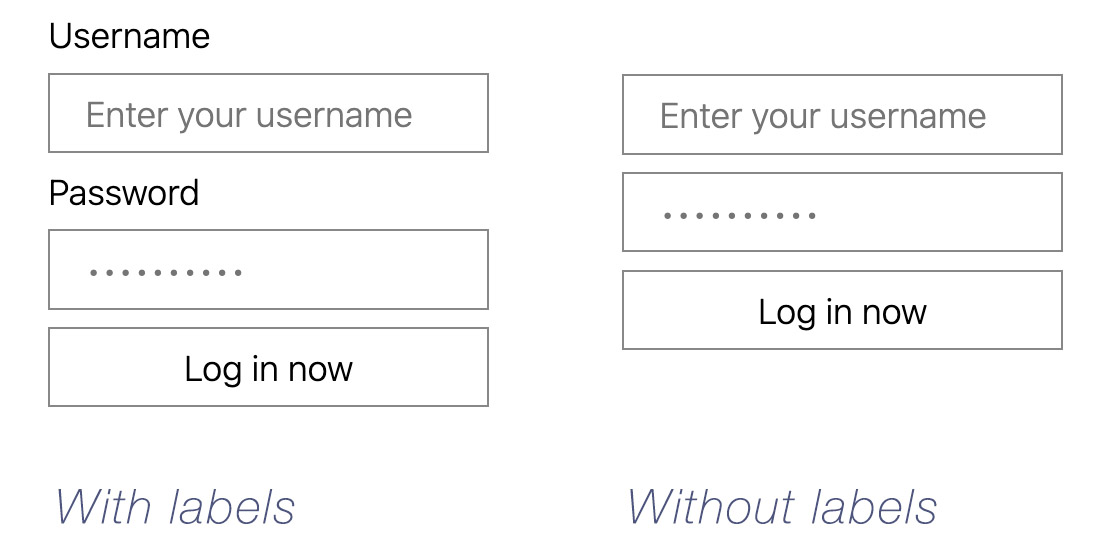 Username
Enter your username
Password
••••••••••
Log in now
With labels
Enter your username
••••••••••
Log in now
Without labels